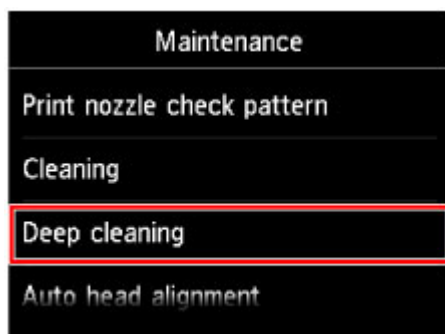 Maintenance
Print nozzle check pattern
Cleaning
Deep cleaning
Auto head alignment